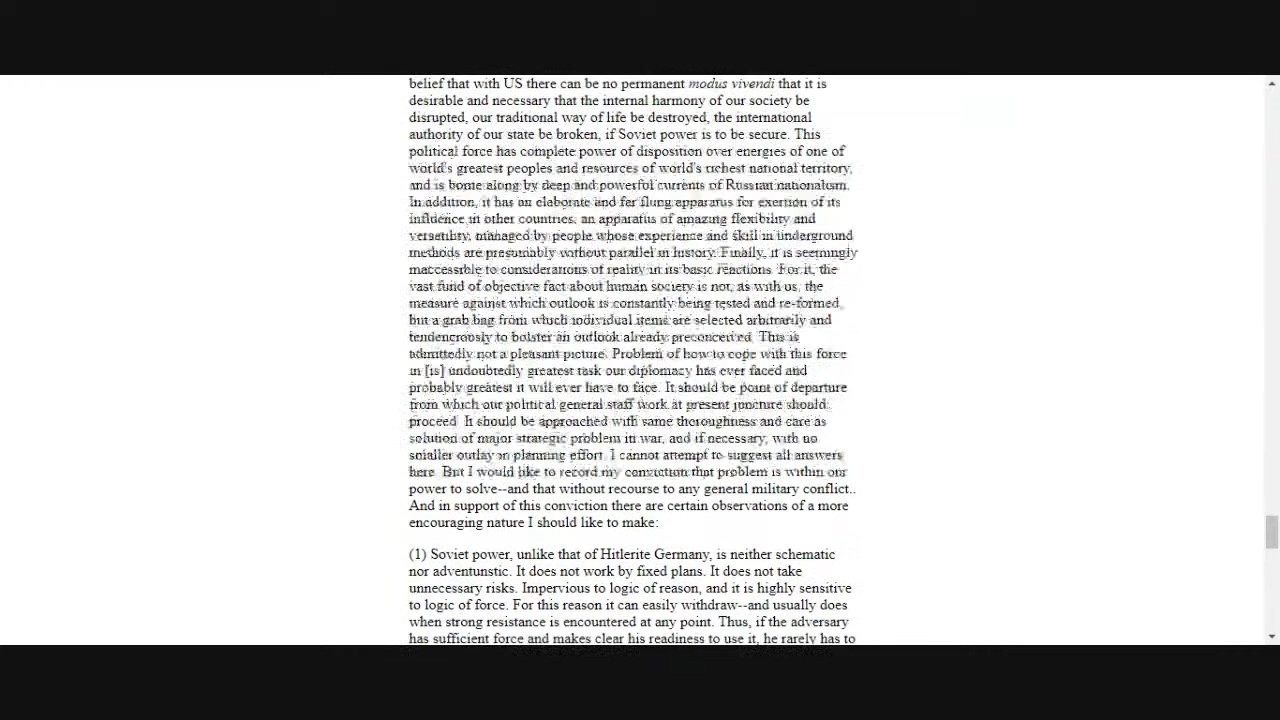 belief that with US there can be no permanent modus vivendi that it is
desirable and necessary that the internal harmony of our society be
disrupted, our traditional way of life be destroyed, the international
authority of our state be broken, if Soviet power is to be secure. This
political force has complete power of disposition over energies of one of
world's greatest peoples and resources of world's richest national territory,
and is borne along by deep and powerful currents of Russian nationalism.
In addition, it has an elaborate and far flung apparatus for exertion of its
influence in other countries, an apparatus of amazing flexibility and
versatility, managed by people whose experience and skill in underground
methods are presumably without parallel in history. Finally, it is seemingly
inaccessible to considerations of reality in its basic reactions. For it, the
vast fund of objective fact about human society is not, as with us, the
measure against which outlook is constantly being tested and re-formed,
but a grab bag from which individual items are selected arbitrarily and
tendenciously to bolster an outlook already preconceived. This is
admittedly not a pleasant picture. Problem of how to cope with this force
in [is] undoubtedly greatest task our diplomacy has ever faced and
probably greatest it will ever have to face. It should be point of departure
from which our political general staff work at present juncture should
proceed. It should be approached with same thoroughness and care as
solution of major strategic problem in war, and if necessary, with no
smaller outlay in planning effort. I cannot attempt to suggest all answers
here. But I would like to record my conviction that problem is within our
power to solve--and that without recourse to any general military conflict..
And in support of this conviction there are certain observations of a more
encouraging nature I should like to make:
(1) Soviet power, unlike that of Hitlerite Germany, is neither schematic
nor adventunstic. It does not work by fixed plans. It does not take
unnecessary risks. Impervious to logic of reason, and it is highly sensitive
to logic of force. For this reason it can easily withdraw--and usually does
when strong resistance is encountered at any point. Thus, if the adversary
has sufficient force and makes clear his readiness to use it, he rarely has to